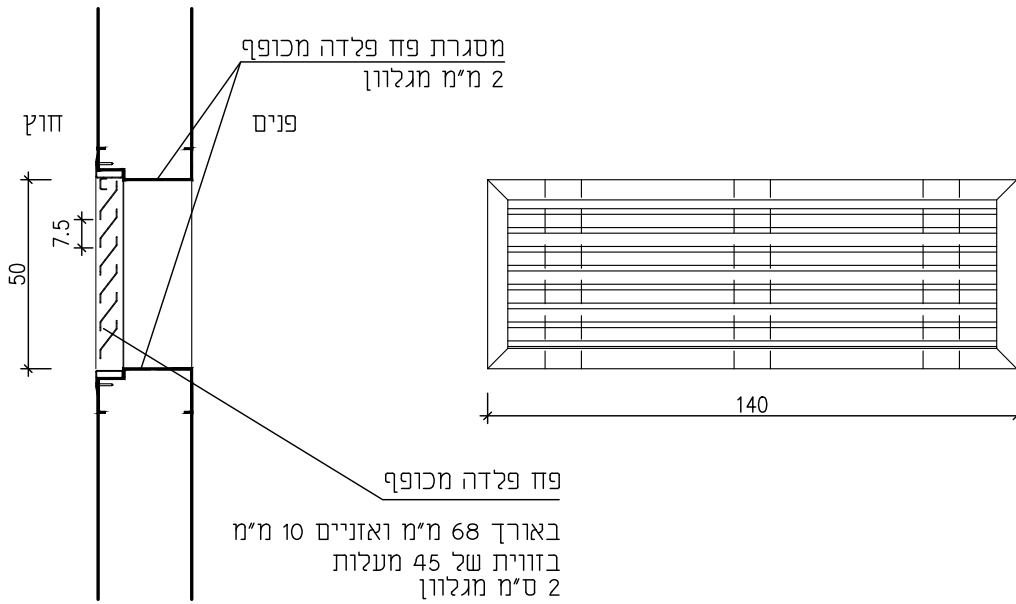 מסגרת פח פלדה מכופף
2 מ"מ מגלוון
חוץ
פנים
7.5
50
140
פח פלדה מכופף
באורך 68 מ"מ ואזניים 10 מ"מ
בזווית של 45 מעלות
2 ס"מ מגלוון